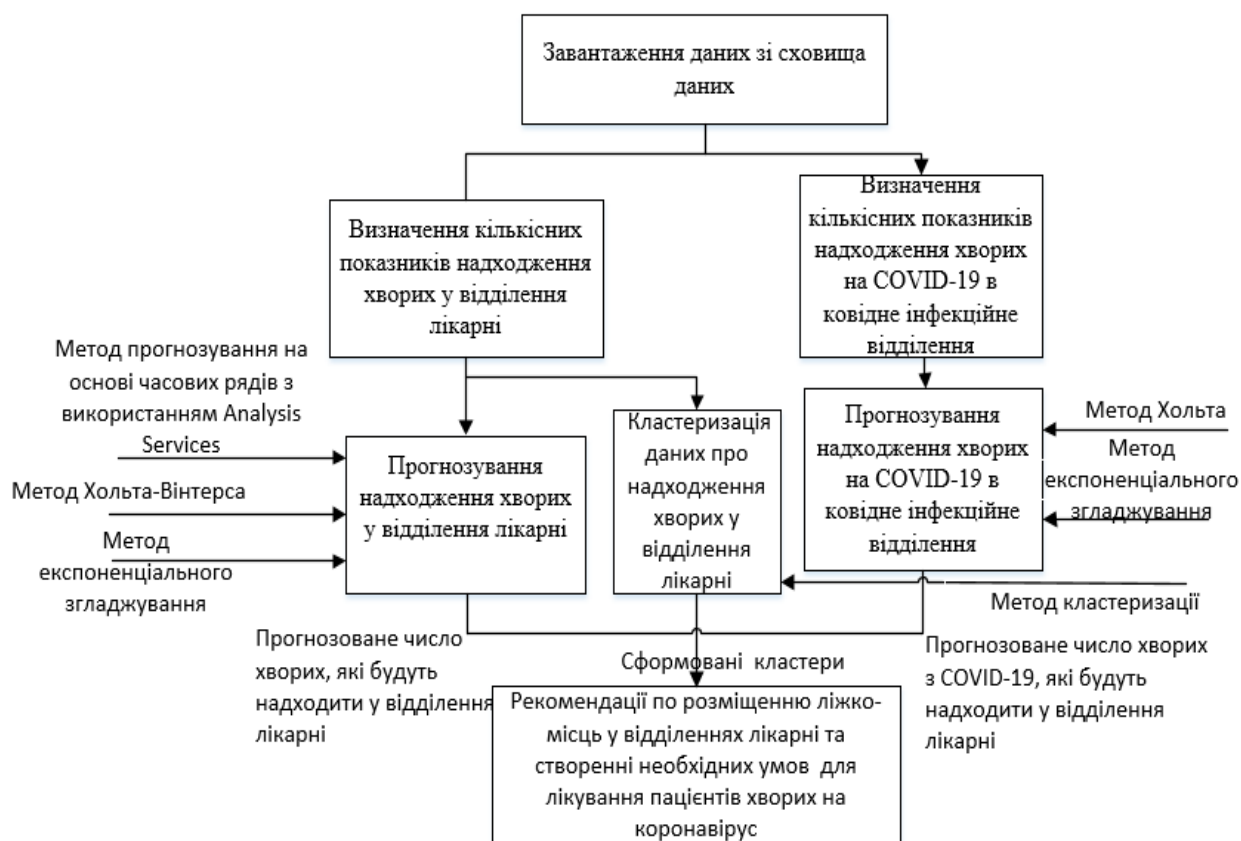 Завантаження даних зі сховища
даних
Визначення кількісних
показників надходження
хворих у відділення
лікарні
Визначення
кількісних показників
надходження хворих
на COVID-19 в
ковідне інфекційне
відділення
Метод прогнозування на
основі часових рядів з
використанням Analysis
Services
Метод Хольта-Вінтерса
Метод
експоненціального
згладжування
Прогнозування
надходження хворих
у відділення лікарні
Кластеризація
даних про
надходження
хворих у
відділення
лікарні
Прогнозування
надходження хворих
на COVID-19 в
ковідне інфекційне
відділення
Метод Хольта
Метод
експоненціального
згладжування
Метод кластеризації
Прогнозоване число
хворих, які будуть
надходити у відділення
лікарні
Сформовані кластери
Прогнозоване число хворих
з COVID-19, які будуть
надходити у відділення
лікарні
Рекомендації по розміщенню ліжко-
місць у відділеннях лікарні та
створенні необхідних умов для
лікування пацієнтів хворих на
коронавірус